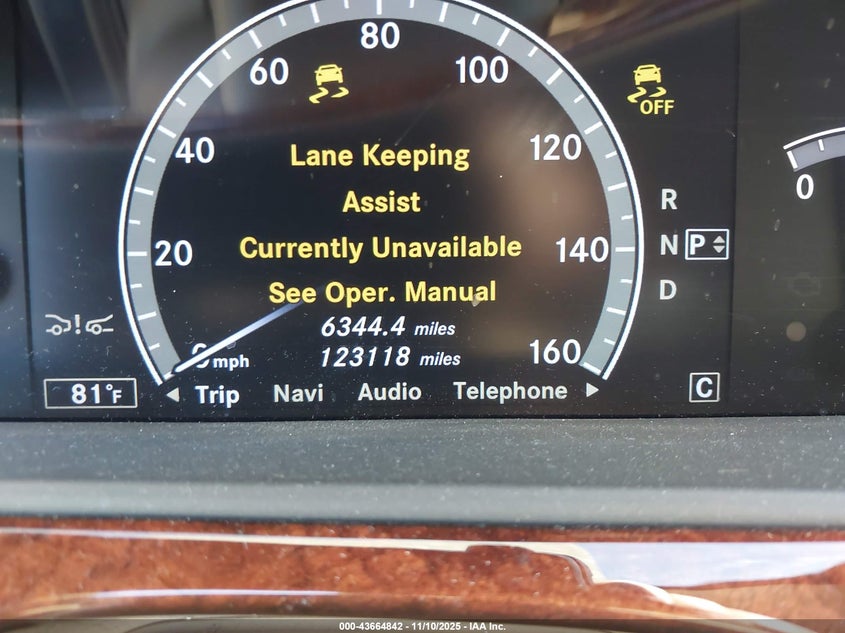 80
60
100
OFF
40
Lane Keeping
120
Assist
R
0
20
Currently Unavailable
140
N P
See Oper. Manual
D
6344.4 miles
0 mph
123118 miles
160
81°F
Trip Navi Audio Telephone
C
000-43664842 - 11/10/2025 - IAA Inc.